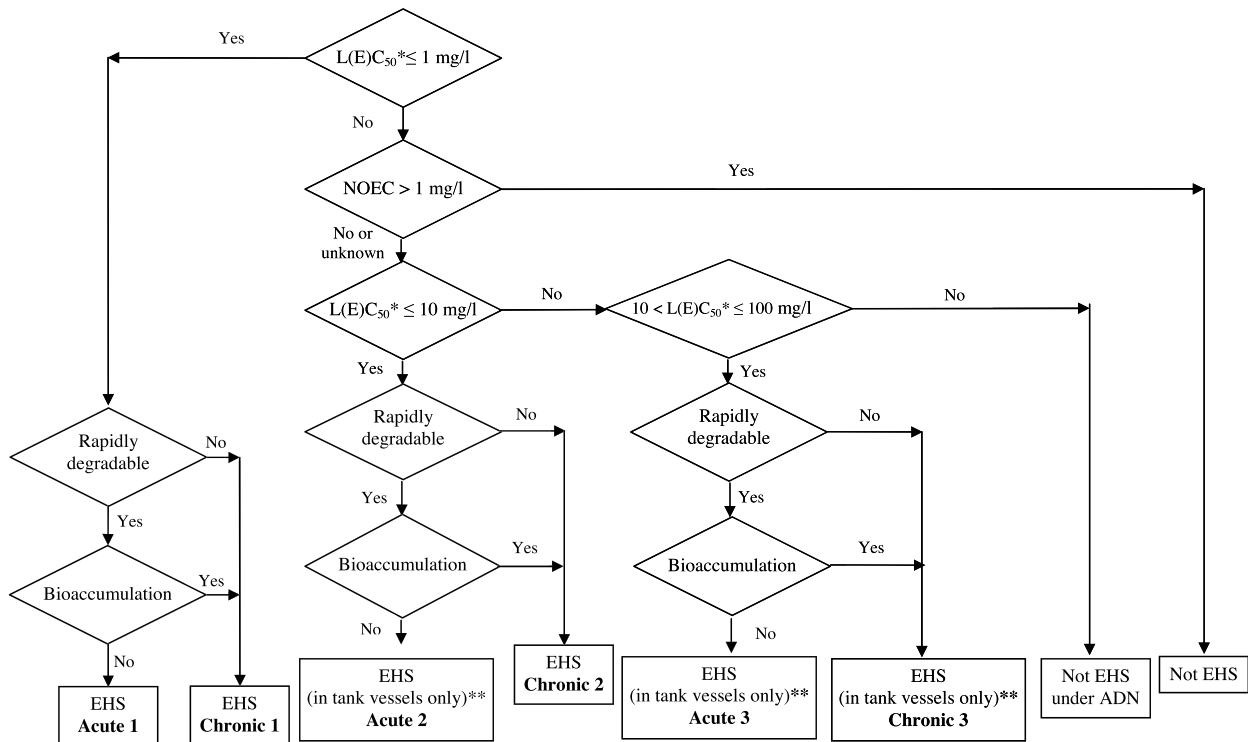 Yes
L(E)C₅₀*≤ 1 mg/l
No
NOEC > 1 mg/l
Yes
No or
unknown
L(E)C₅₀* ≤ 10 mg/l
No
10 < L(E)C₅₀* ≤ 100 mg/l
No
Yes
Yes
Rapidly
degradable
No
Rapidly
degradable
No
Rapidly
degradable
No
Yes
Yes
Yes
Bioaccumulation
Yes
Bioaccumulation
Yes
Bioaccumulation
Yes
No
No
No
EHS
Acute 1
EHS
Chronic 1
EHS
(in tank vessels only)**
Acute 2
EHS
Chronic 2
EHS
(in tank vessels only)**
Acute 3
EHS
(in tank vessels only)**
Chronic 3
Not EHS
under ADN
Not EHS